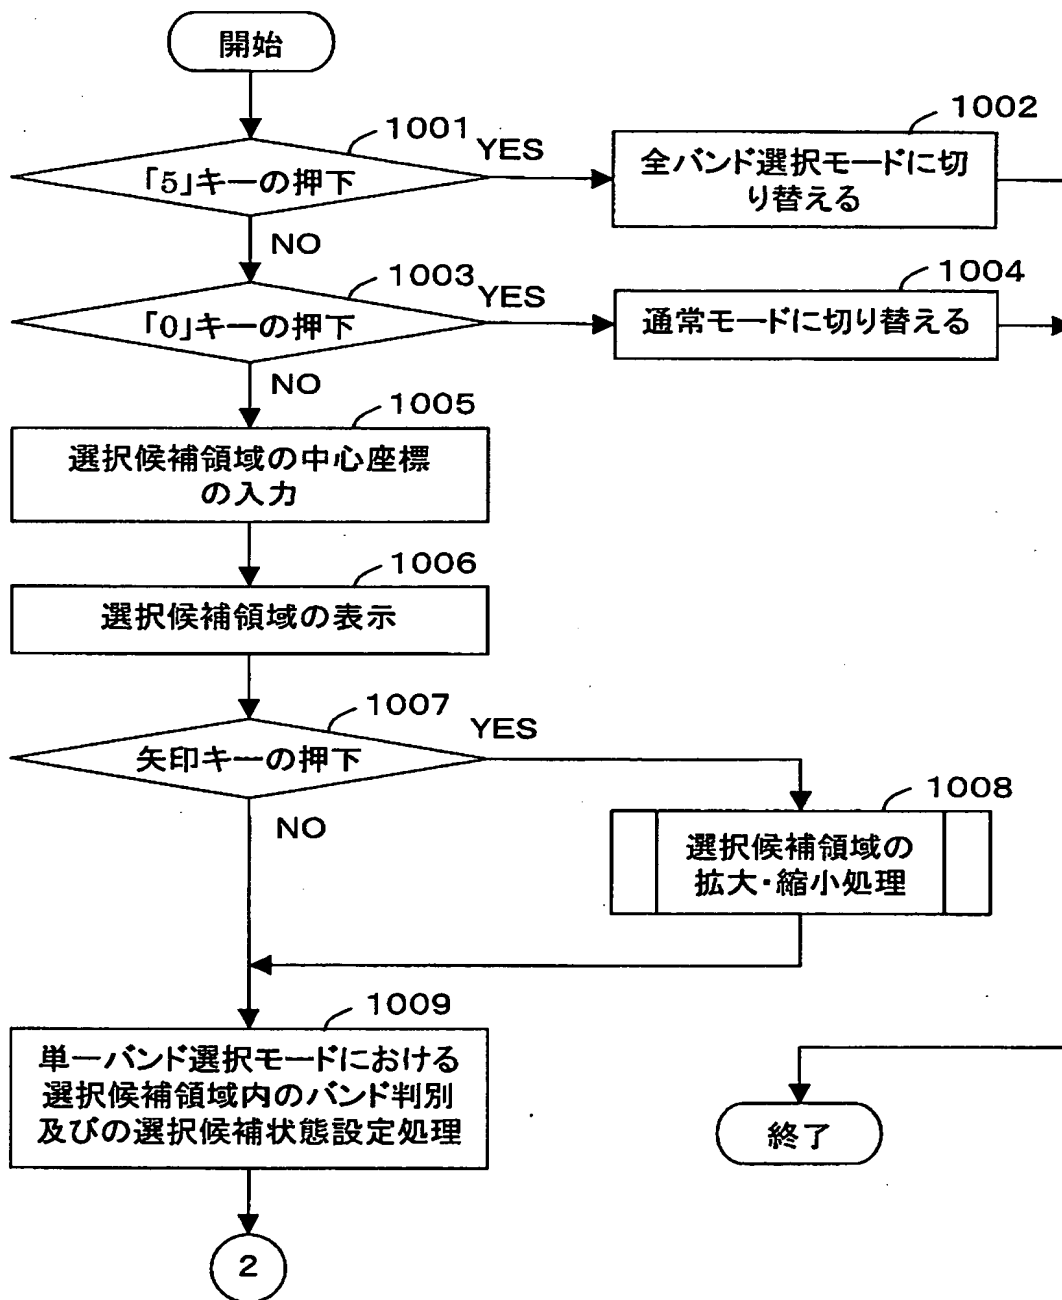 開始
1001
「5」キーの押下
YES
1002
全バンド選択モードに切
り替える
NO
1003
「0」キーの押下
YES
1004
通常モードに切り替える
NO
1005
選択候補領域の中心座標
の入力
1006
選択候補領域の表示
1007
矢印キーの押下
YES
NO
1008
選択候補領域の
拡大・縮小処理
1009
単一バンド選択モードにおける
選択候補領域内のバンド判別
及びの選択候補状態設定処理
終了
2